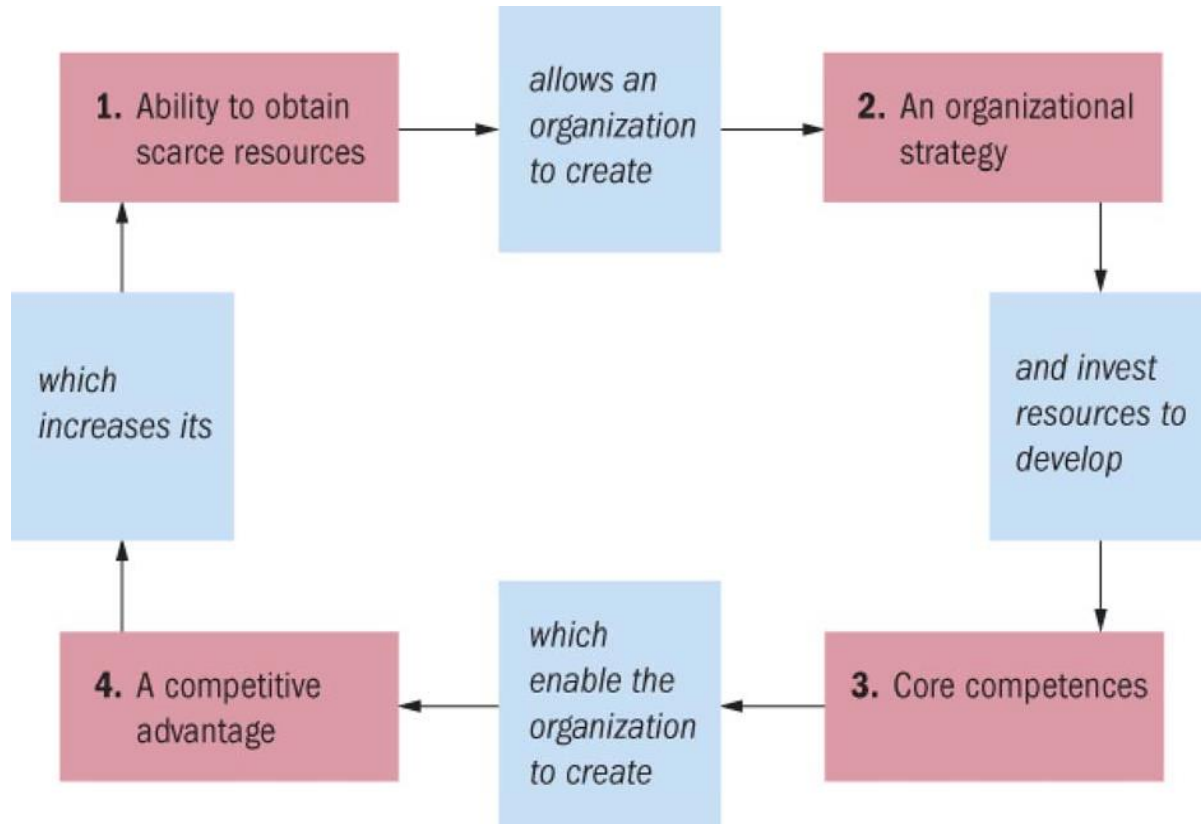 1. Ability to obtain
scarce resources
allows an
organization
to create
2. An organizational
strategy
and invest
resources to
develop
3. Core competences
which
enable the
organization
to create
4. A competitive
advantage
which
increases its